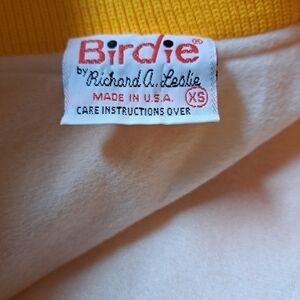 Birdie®
by Richard A. Leslie
MADE IN U.S.A. XS
CARE INSTRUCTIONS OVER